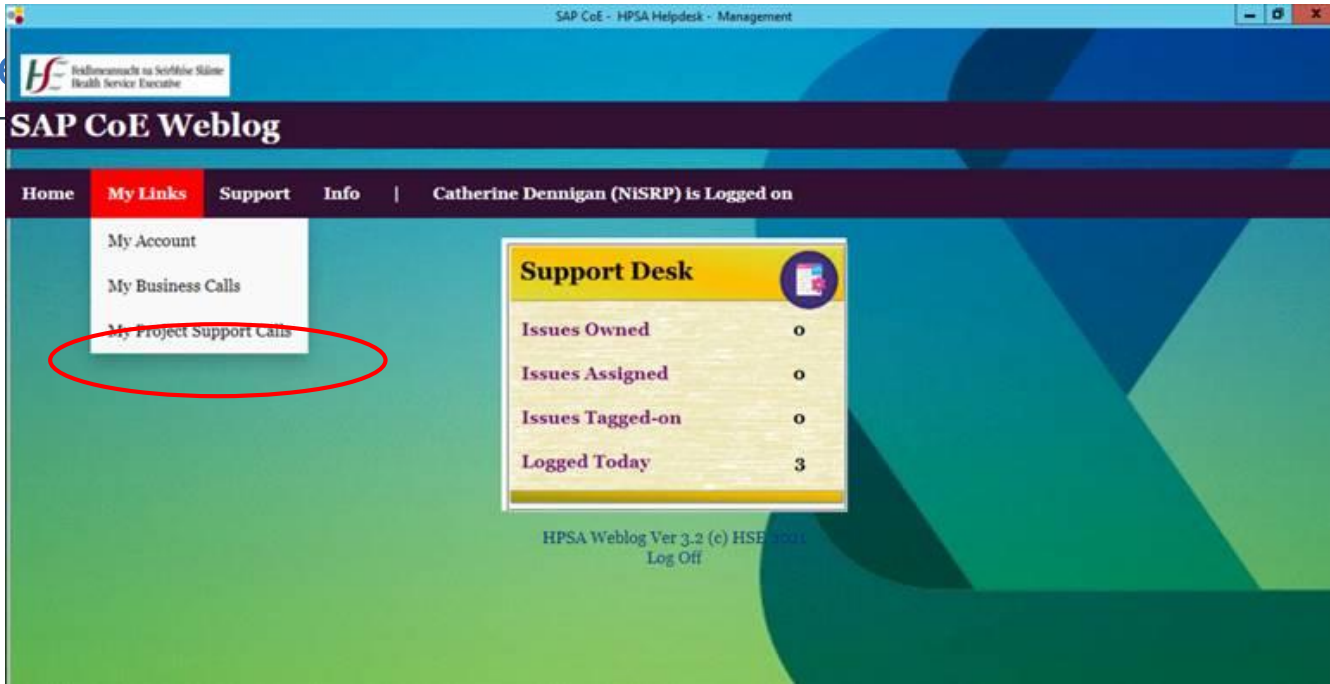 SAP CoE - HPSA Helpdesk - Management
Feidhmeannacht na Seirbhíse Sláinte
Health Service Executive
SAP CoE Weblog
Home My Links Support Info | Catherine Dennigan (NiSRP) is Logged on
My Account
My Business Calls
My Project Support Calls
Support Desk
Issues Owned 0
Issues Assigned 0
Issues Tagged-on 0
Logged Today 3
HPSA Weblog Ver 3.2 (c) HSE 2021
Log Off